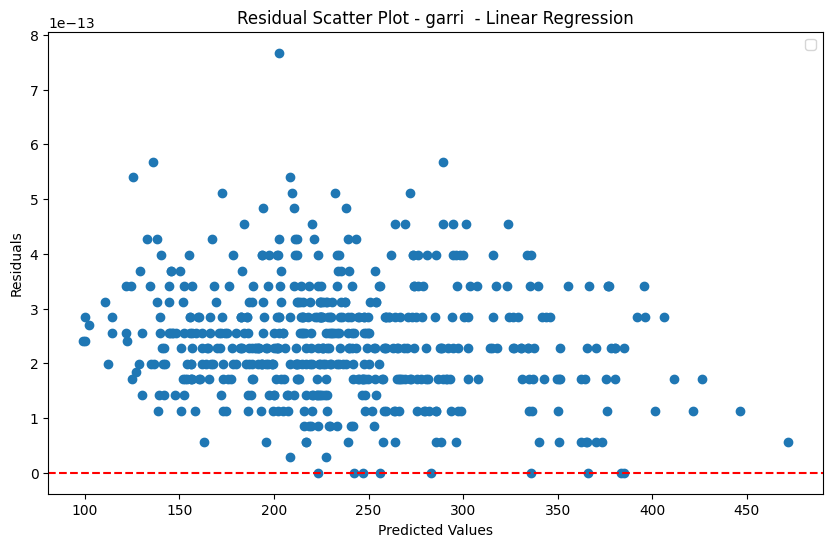 Residual Scatter Plot - garri  - Linear Regression
1e−13
8
7
6
5
4
3
2
1
0
Residuals
100 150 200 250 300 350 400 450
Predicted Values